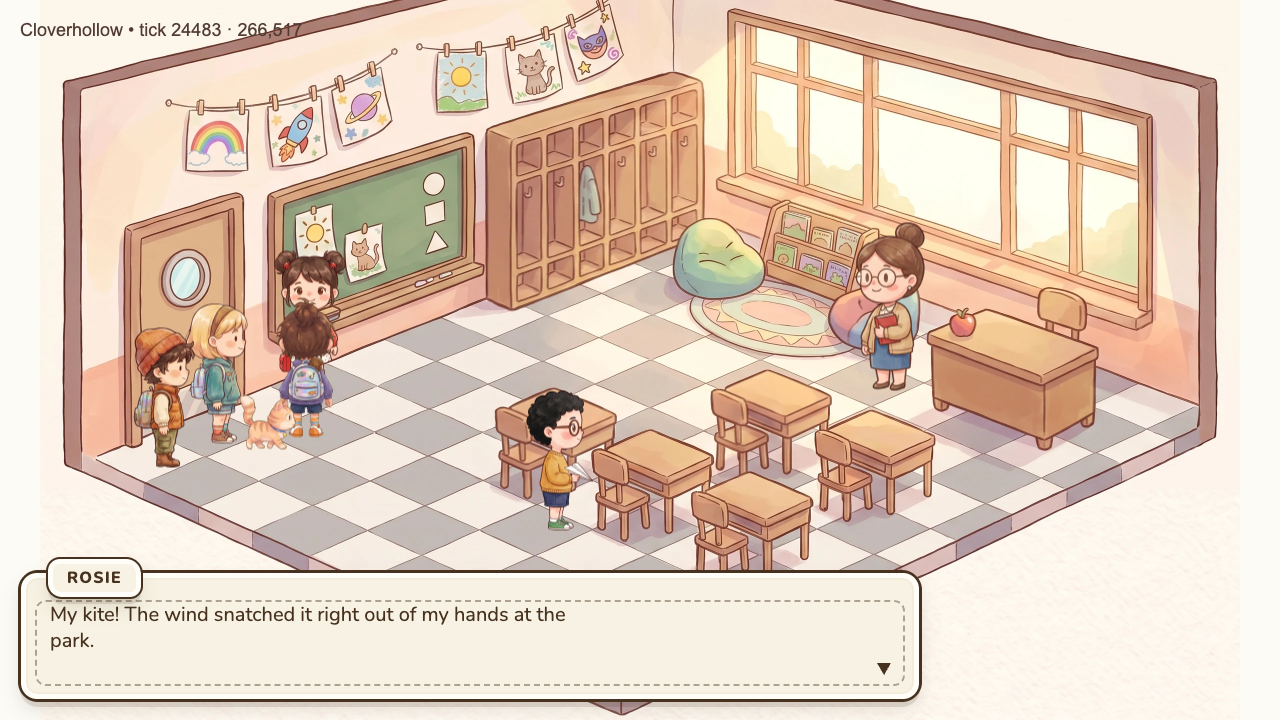 Cloverhollow • tick 24483 · 266,517
ROSIE
My kite! The wind snatched it right out of my hands at the
park.